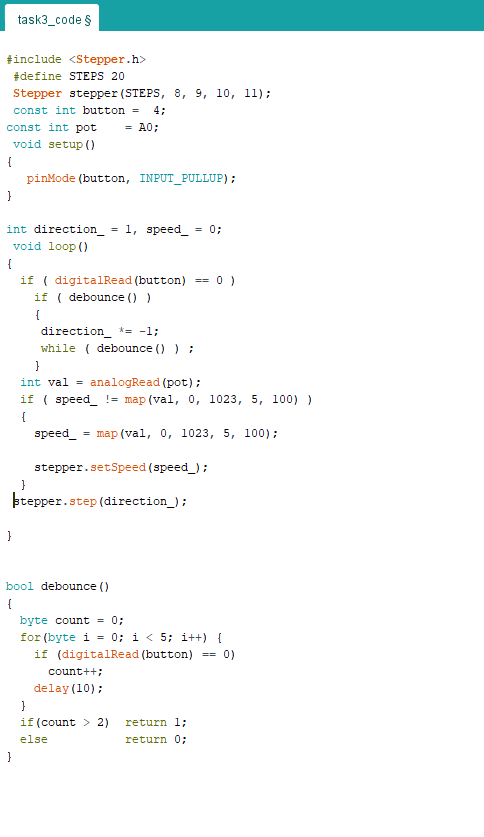 task3_code §
#include <Stepper.h>
#define STEPS 20
Stepper stepper(STEPS, 8, 9, 10, 11);
const int button =  4;
const int pot    = A0;
void setup()
{
pinMode(button, INPUT_PULLUP);
}
int direction_ = 1, speed_ = 0;
void loop()
{
if ( digitalRead(button) == 0 )
if ( debounce() )
{
direction_ *= -1;
while ( debounce() ) ;
}
int val = analogRead(pot);
if ( speed_ != map(val, 0, 1023, 5, 100) )
{
speed_ = map(val, 0, 1023, 5, 100);
stepper.setSpeed(speed_);
}
stepper.step(direction_);
}
bool debounce()
{
byte count = 0;
for(byte i = 0; i < 5; i++) {
if (digitalRead(button) == 0)
count++;
delay(10);
}
if(count > 2)  return 1;
else           return 0;
}